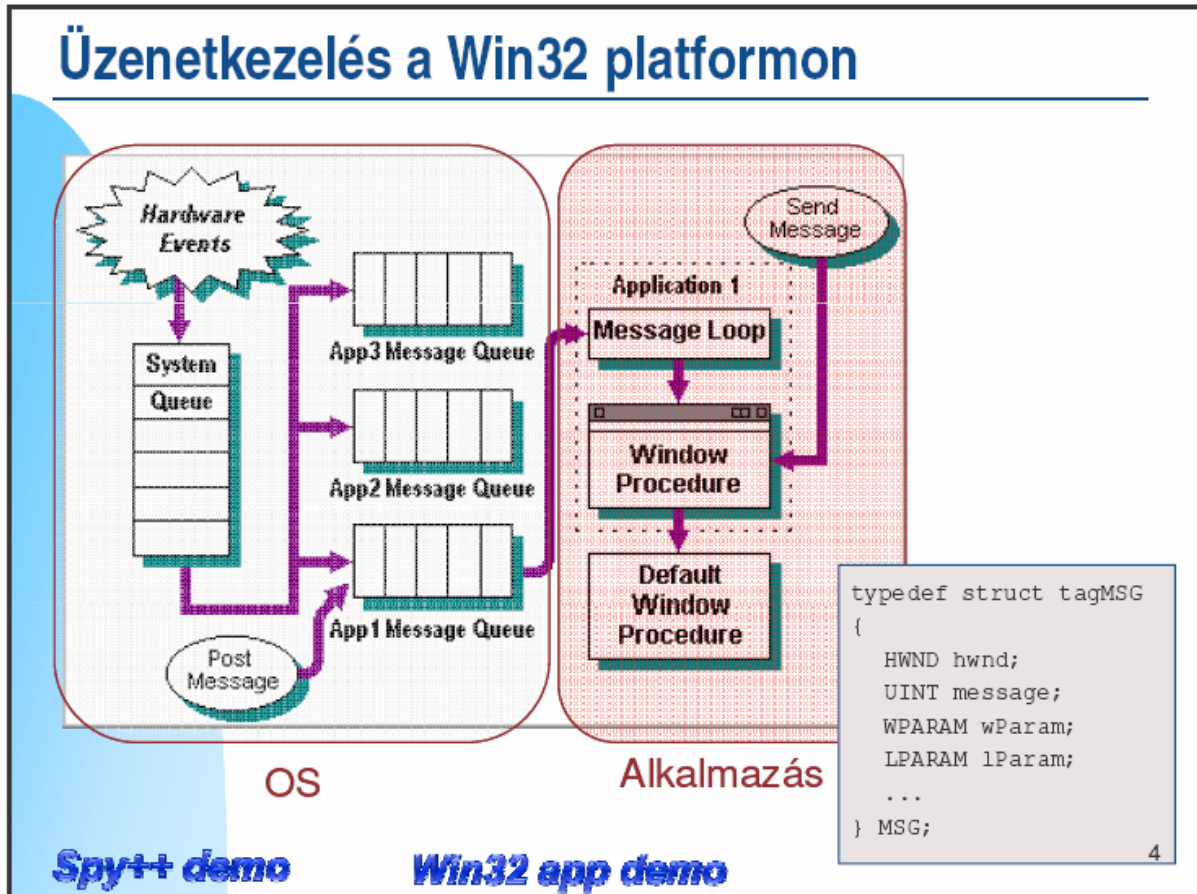 Üzenetkezelés a Win32 platformon
Hardware
Events
System
Queue
App3 Message Queue
App2 Message Queue
App1 Message Queue
Post
Message
Send
Message
Application 1
Message Loop
Window
Procedure
Default
Window
Procedure
OS
Alkalmazás
typedef struct tagMSG
{
HWND hwnd;
UINT message;
WPARAM wParam;
LPARAM lParam;
...
} MSG;
4
Spy++ demo
Win32 app demo